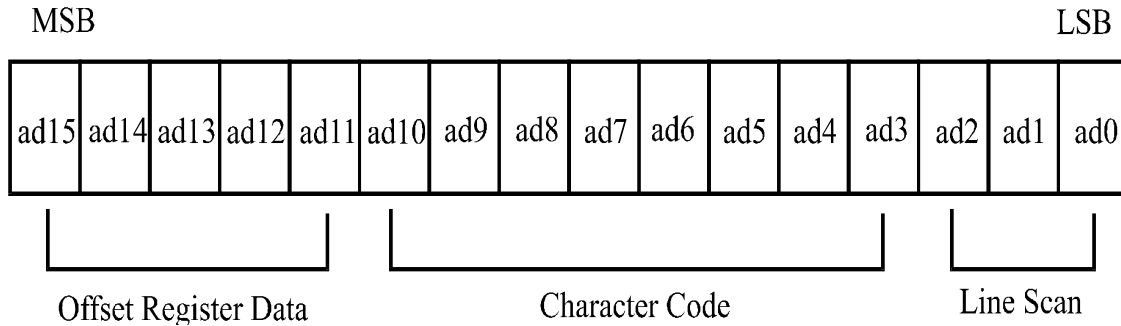 MSB LSB
ad15 ad14 ad13 ad12 ad11 ad10 ad9 ad8 ad7 ad6 ad5 ad4 ad3 ad2 ad1 ad0
Offset Register Data Character Code Line Scan